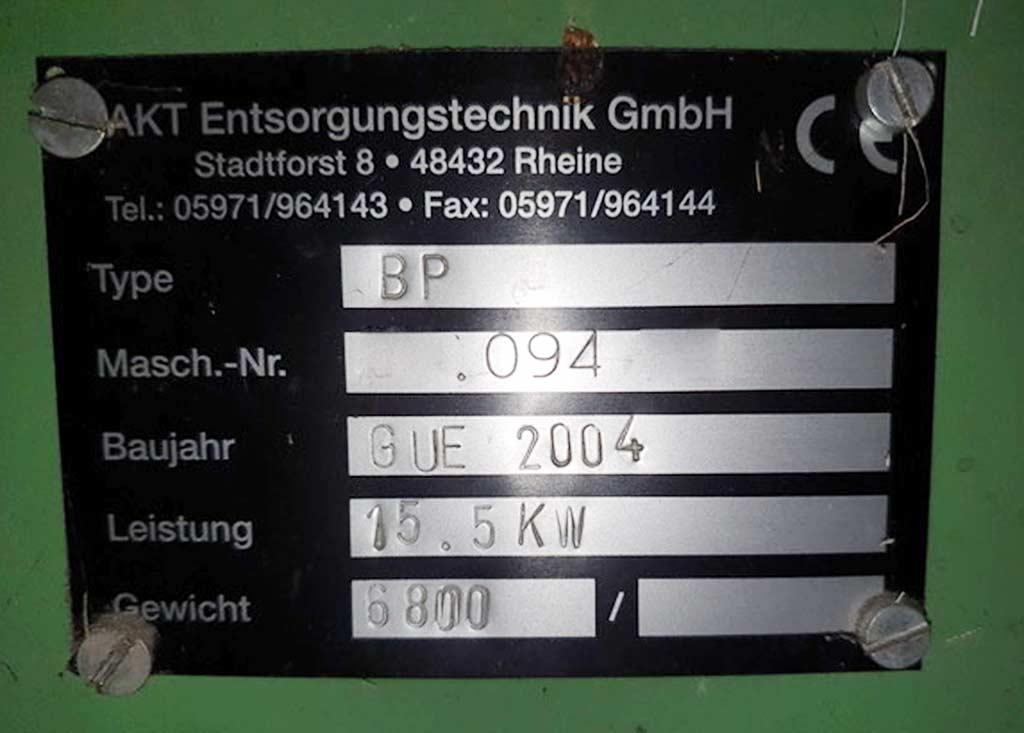 AKT Entsorgungstechnik GmbH CE
Stadtforst 8 • 48432 Rheine
Tel.: 05971/964143 • Fax: 05971/964144
Type BP
Masch.-Nr. .094
Baujahr GUE 2004
Leistung 15.5KW
Gewicht 6800 /